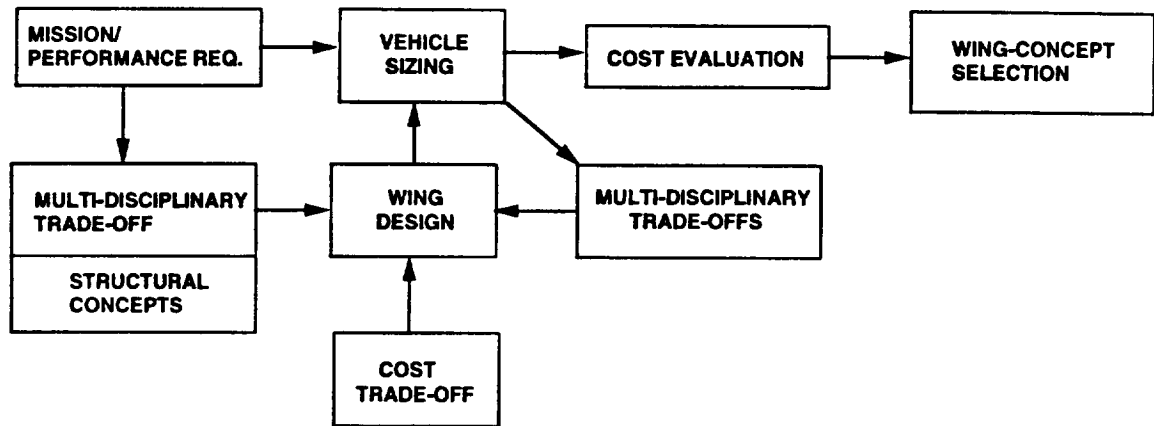 MISSION/
PERFORMANCE REQ.
VEHICLE
SIZING
COST EVALUATION
WING-CONCEPT
SELECTION
MULTI-DISCIPLINARY
TRADE-OFF
STRUCTURAL
CONCEPTS
WING
DESIGN
MULTI-DISCIPLINARY
TRADE-OFFS
COST
TRADE-OFF